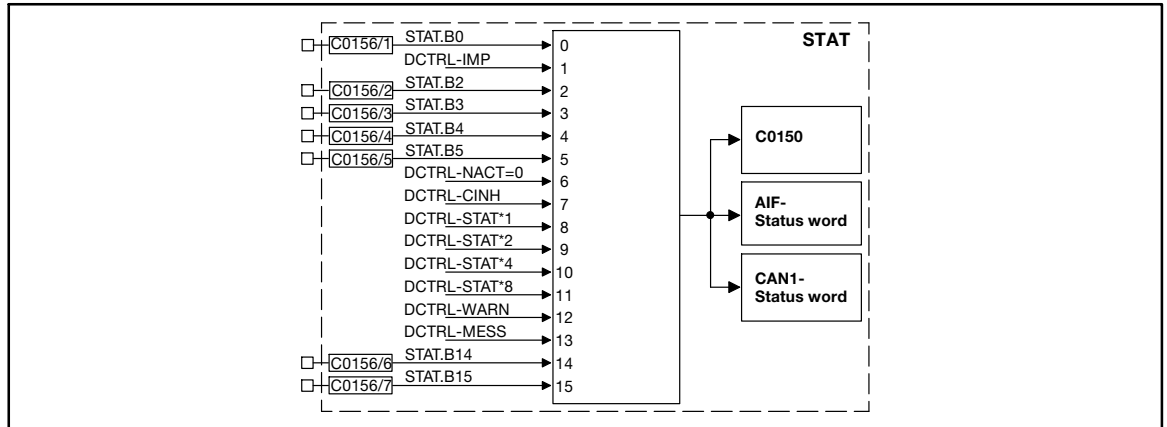 STAT
C0156/1 STAT.B0 0
DCTRL-IMP 1
C0156/2 STAT.B2 2
C0156/3 STAT.B3 3
C0156/4 STAT.B4 4
C0156/5 STAT.B5 5
DCTRL-NACT=0 6
DCTRL-CINH 7
DCTRL-STAT*1 8
DCTRL-STAT*2 9
DCTRL-STAT*4 10
DCTRL-STAT*8 11
DCTRL-WARN 12
DCTRL-MESS 13
C0156/6 STAT.B14 14
C0156/7 STAT.B15 15
C0150
AIF-
Status word
CAN1-
Status word